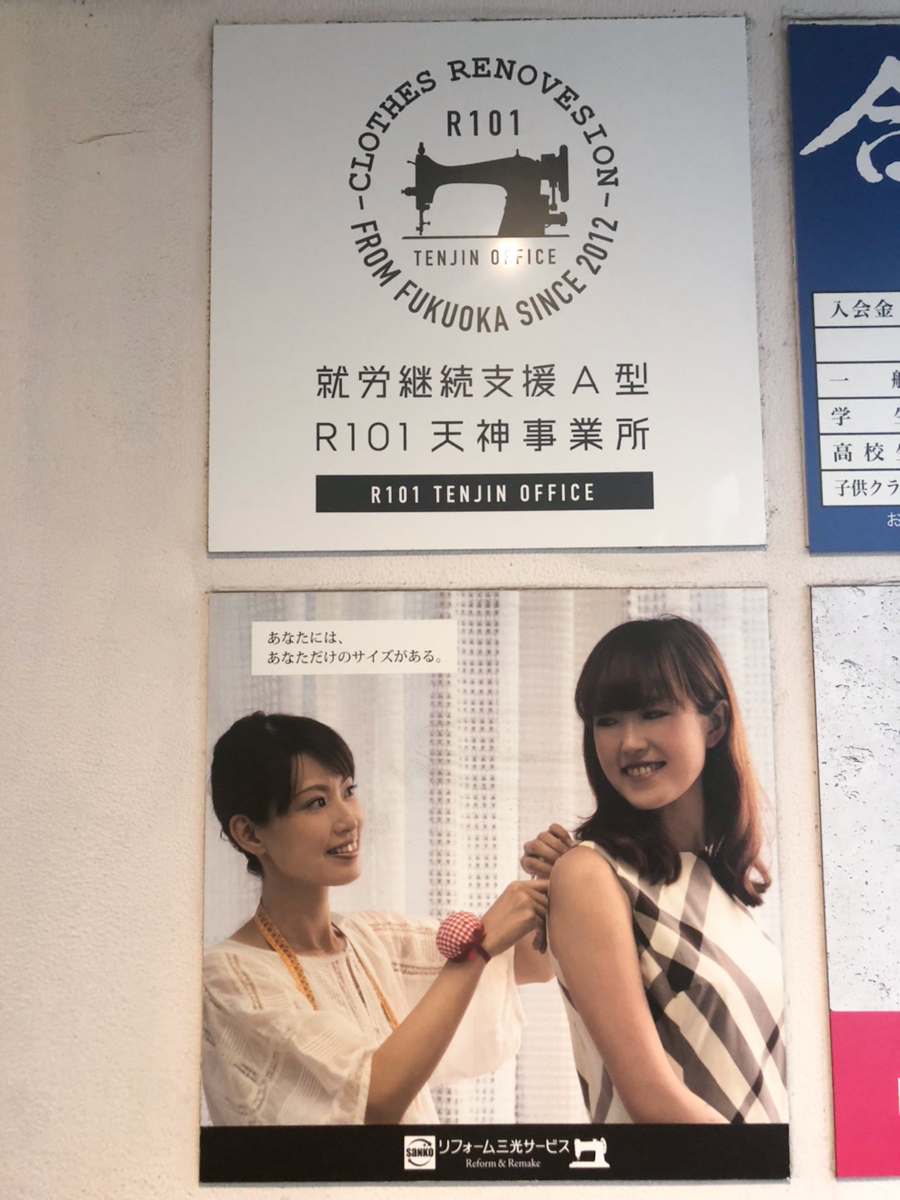 CLOTHES RENOVESION
R101
TENJIN OFFICE
FROM FUKUOKA SINCE 2012
就労継続支援A型
R101 天神事業所
R101 TENJIN OFFICE
入会金
一
学
高校
子供クラ
お
あなたには、
あなただけのサイズがある。
SANKO リフォーム三光サービス
Reform & Remake